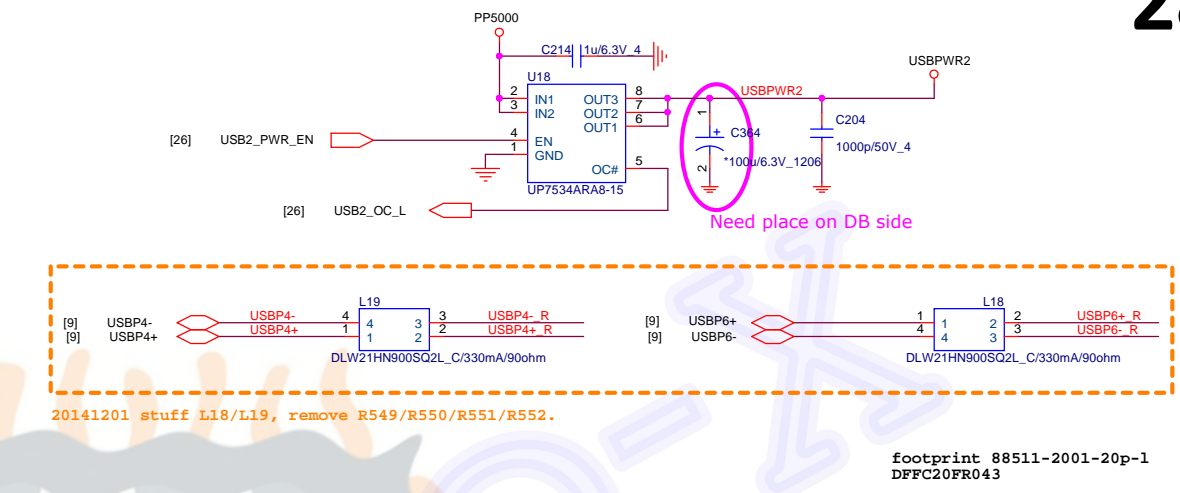 PP5000
C214 1u/6.3V_4
USBPWR2
U18
2 IN1 OUT3 8 USBPWR2
3 IN2 OUT2 7
OUT1 6
1 + C364
C204
[26] USB2_PWR_EN 4 EN
1 GND
1000p/50V_4
OC# 5
2 *100u/6.3V_1206
UP7534ARA8-15
[26] USB2_OC_L
Need place on DB side
L19
L18
[9] USBP4- USBP4- 4 4 3 3 USBP4-_R
[9] USBP4+ USBP4+ 1 1 2 2 USBP4+_R
DLW21HN900SQ2L_C/330mA/90ohm
[9] USBP6+ 1 1 2 2 USBP6+_R
[9] USBP6- 4 4 3 3 USBP6-_R
DLW21HN900SQ2L_C/330mA/90ohm
20141201 stuff L18/L19, remove R549/R550/R551/R552.
footprint 88511-2001-20p-l
DFFC20FR043